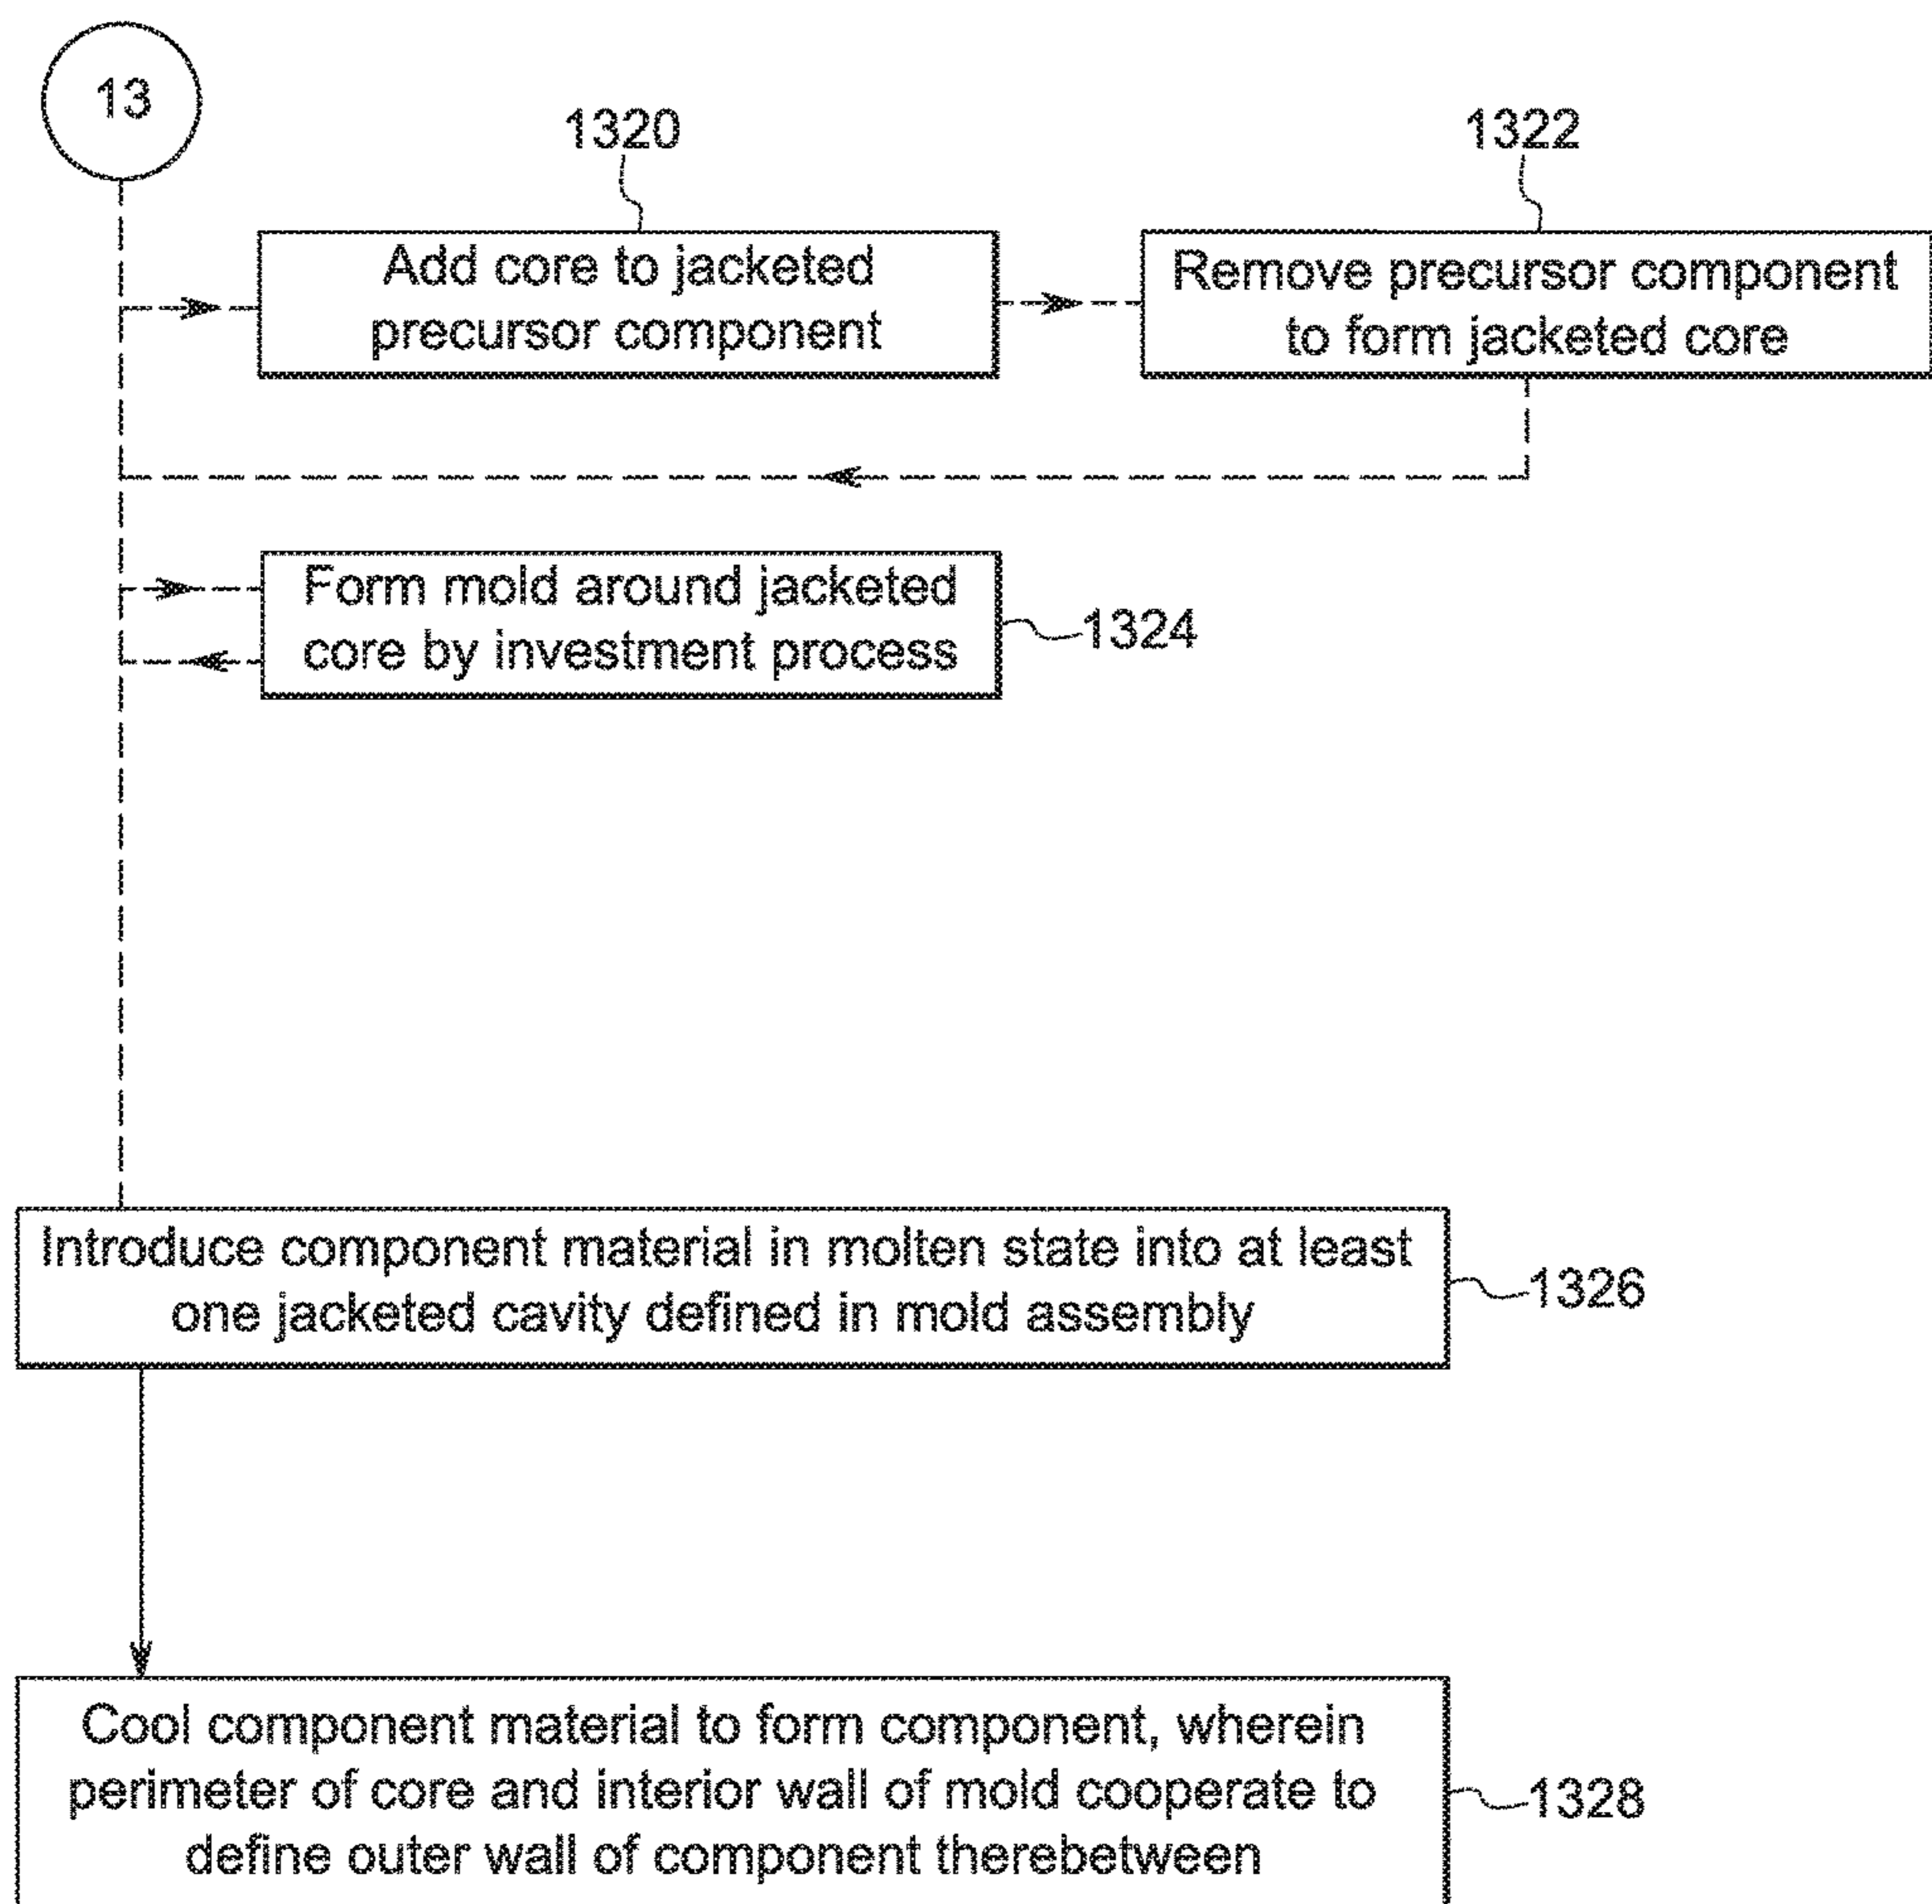 13
1320
1322
Add core to jacketed
precursor component
Remove precursor component
to form jacketed core
Form mold around jacketed
core by investment process
1324
Introduce component material in molten state into at least
one jacketed cavity defined in mold assembly
1326
Cool component material to form component, wherein
perimeter of core and interior wall of mold cooperate to
define outer wall of component therebetween
1328